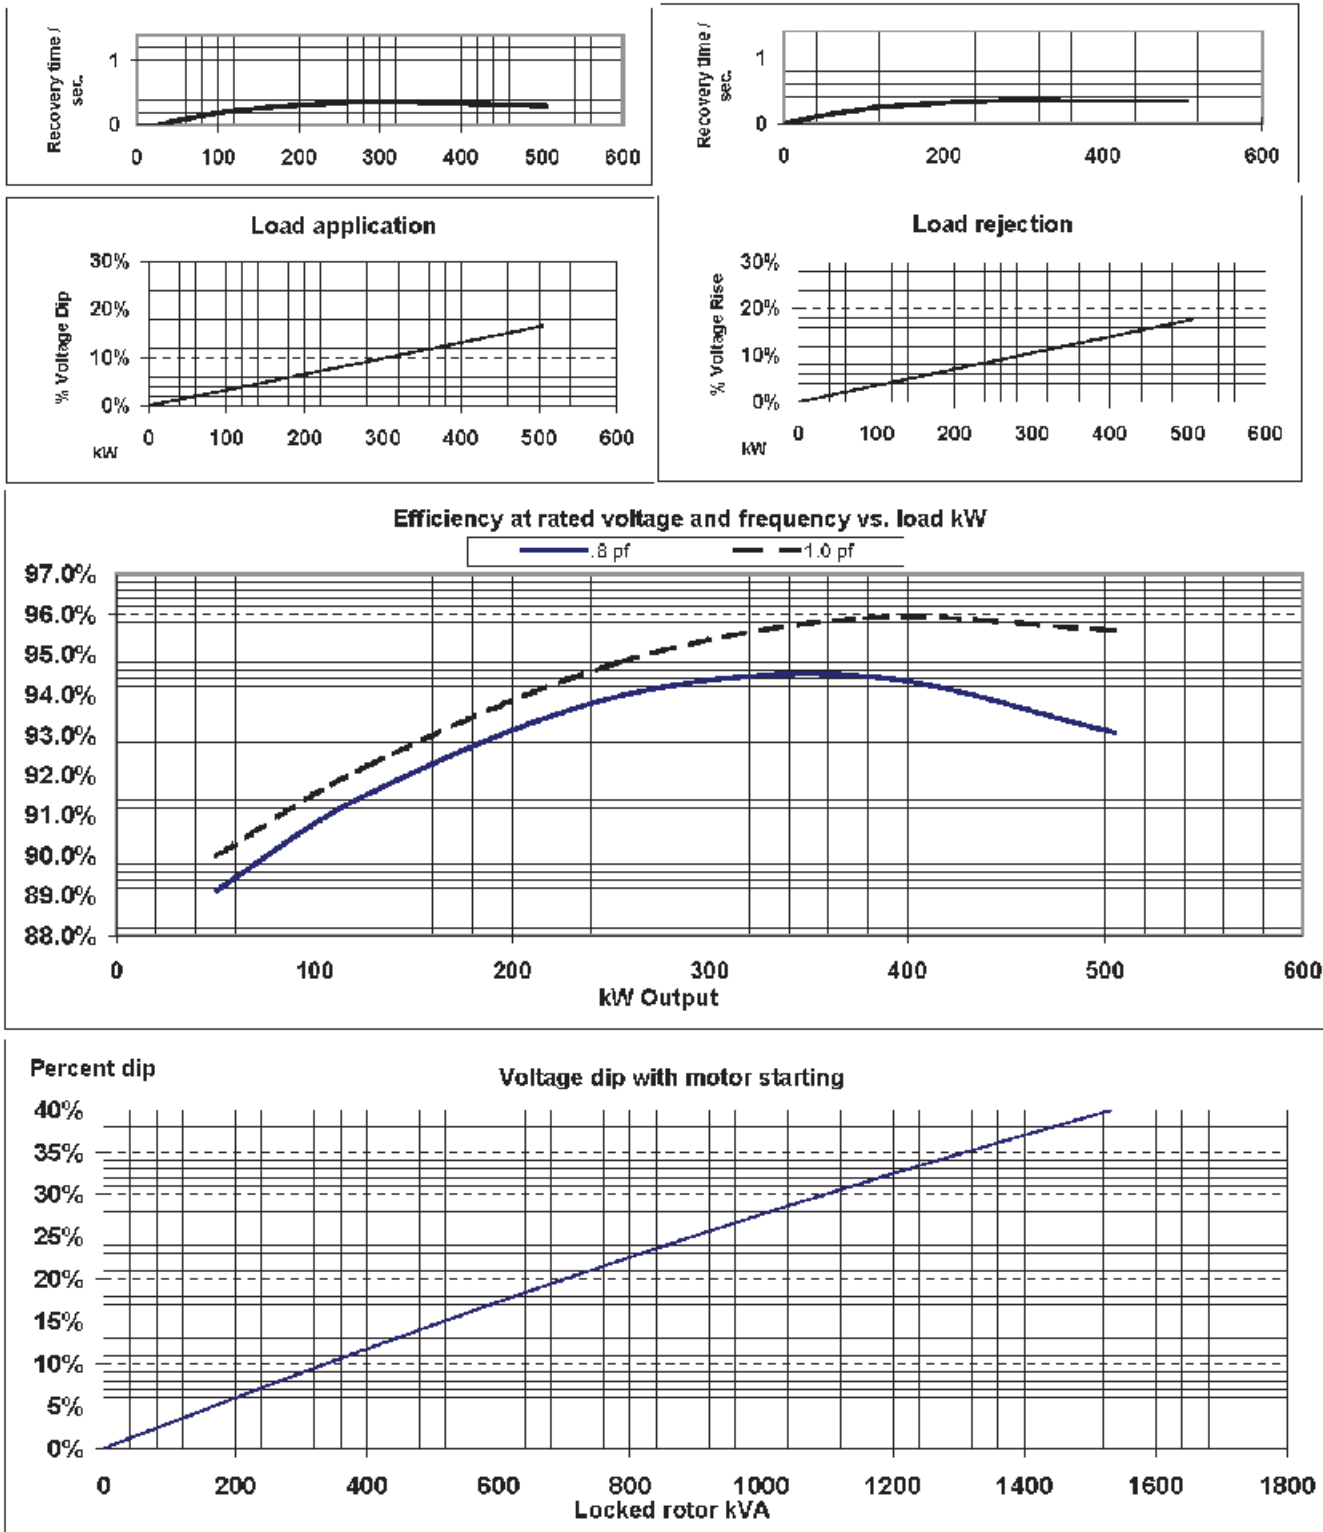 Recovery time /
sec.
1
0
0 100 200 300 400 500 600
Recovery time /
sec.
1
0
0 200 400 600
Load application
% Voltage Dip
30%
20%
10%
0%
0 100 200 300 400 500 600
kW
Load rejection
% Voltage Rise
30%
20%
10%
0%
0 100 200 300 400 500 600
kW
Efficiency at rated voltage and frequency vs. load kW
.8 pf 1.0 pf
97.0%
96.0%
95.0%
94.0%
93.0%
92.0%
91.0%
90.0%
89.0%
88.0%
0 100 200 300 400 500 600
kW Output
Percent dip
Voltage dip with motor starting
40%
35%
30%
25%
20%
15%
10%
5%
0%
0 200 400 600 800 1000 1200 1400 1600 1800
Locked rotor kVA